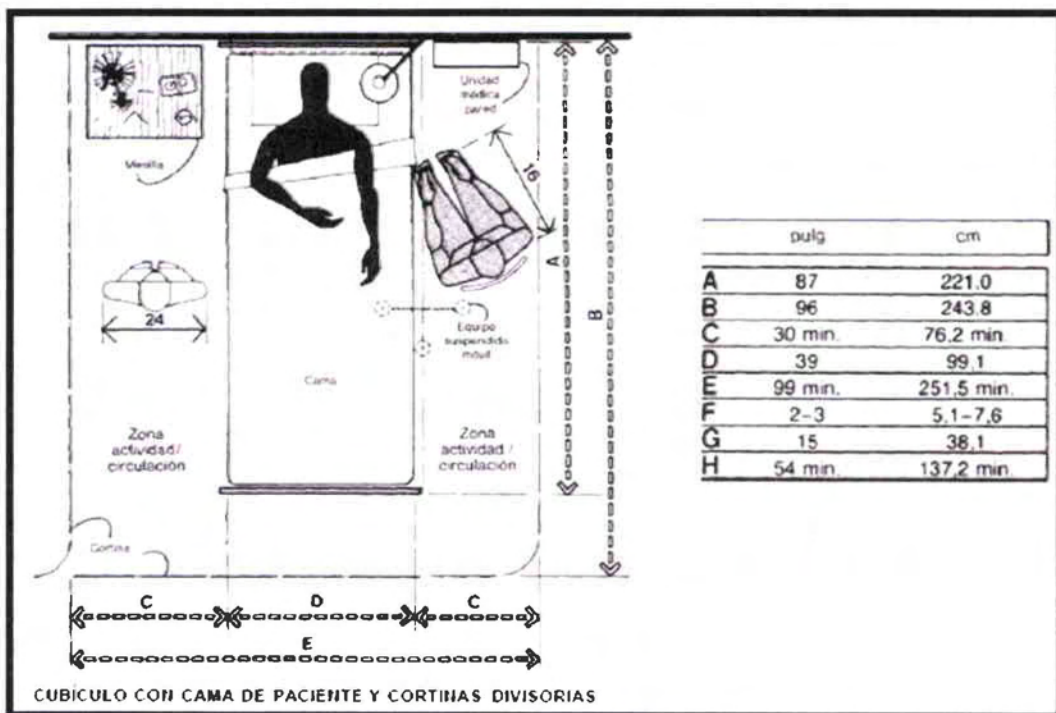 Unidad
médica
pared
Mesilla
16
A
B
24
Equipo
suspendido
móvil
Cama
Zona
actividad/
circulación
Zona
actividad /
circulación
Cortina
C D C
E
CUBÍCULO CON CAMA DE PACIENTE Y CORTINAS DIVISORIAS
pulg cm
A 87 221.0
B 96 243.8
C 30 min. 76,2 min.
D 39 99,1
E 99 min. 251,5 min.
F 2–3 5,1–7,6
G 15 38,1
H 54 min. 137,2 min.